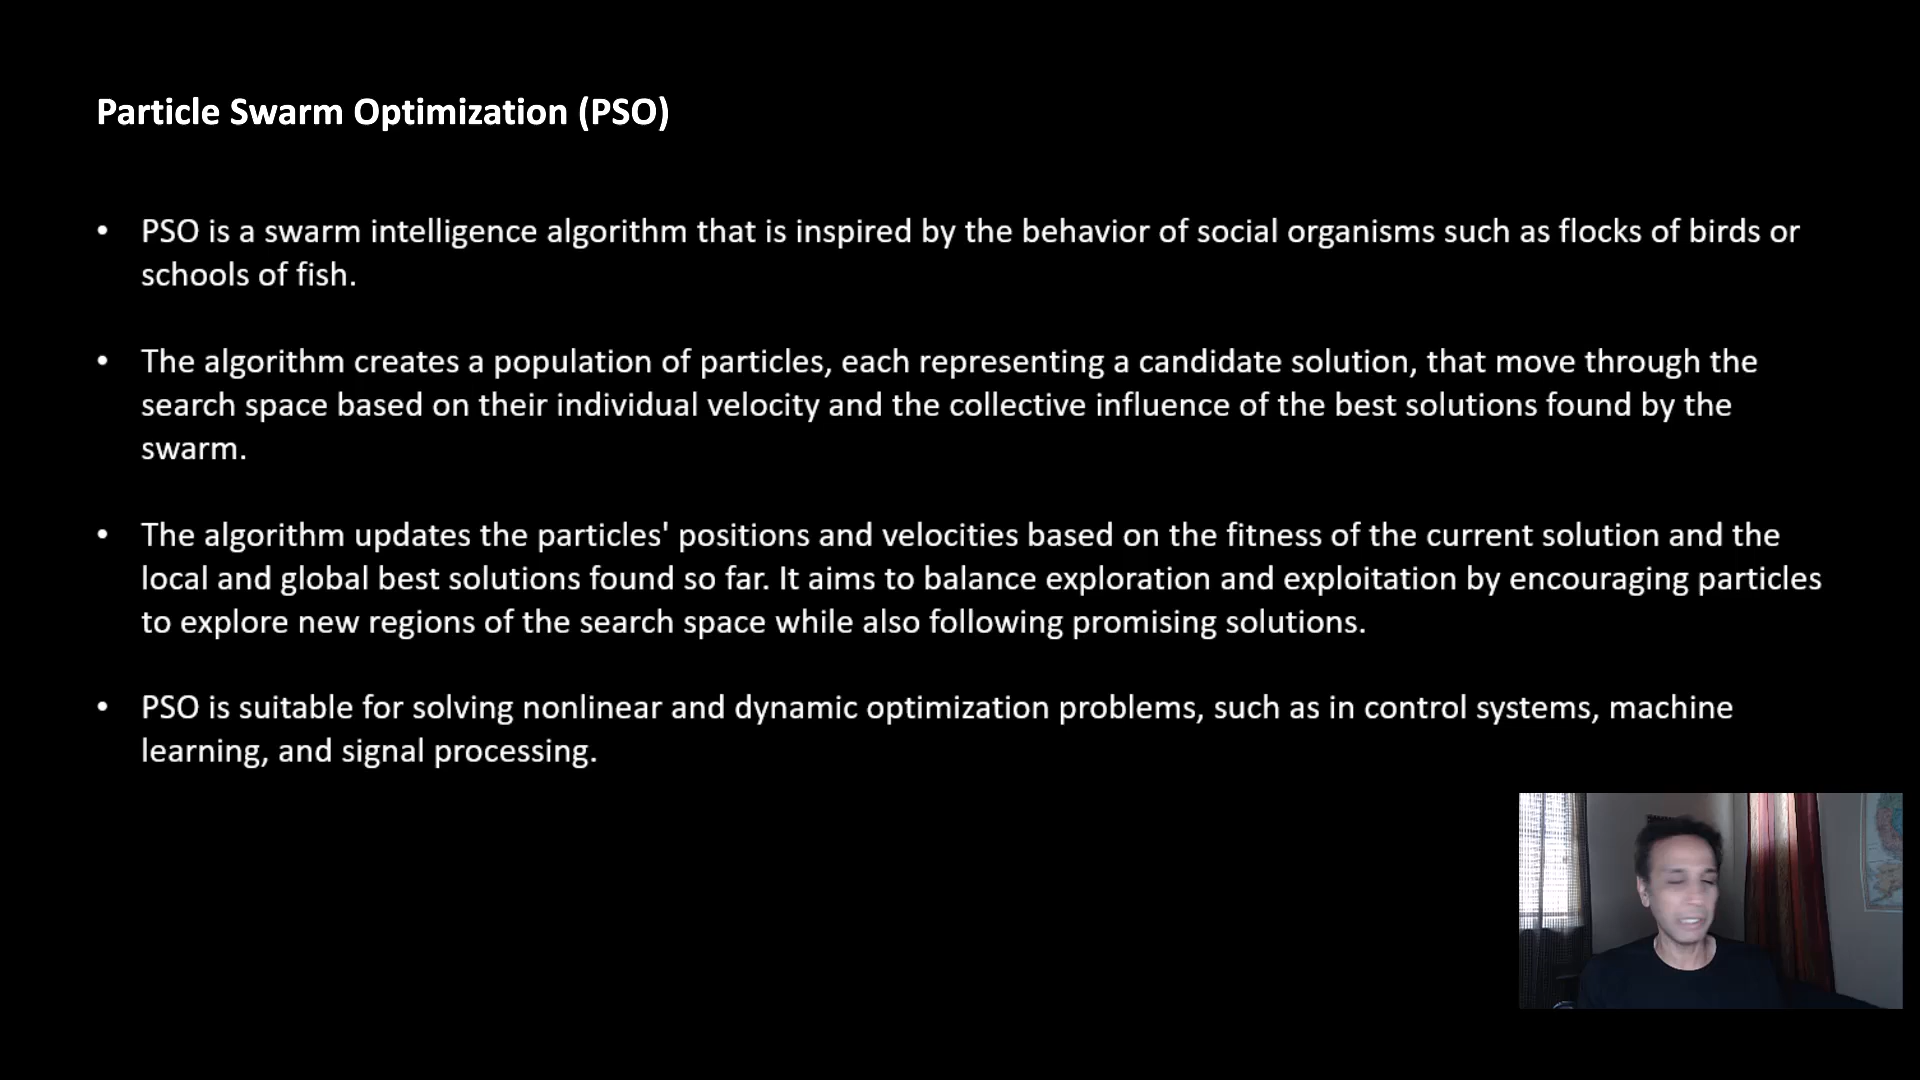 Particle Swarm Optimization (PSO)
• PSO is a swarm intelligence algorithm that is inspired by the behavior of social organisms such as flocks of birds or
schools of fish.
• The algorithm creates a population of particles, each representing a candidate solution, that move through the
search space based on their individual velocity and the collective influence of the best solutions found by the
swarm.
• The algorithm updates the particles' positions and velocities based on the fitness of the current solution and the
local and global best solutions found so far. It aims to balance exploration and exploitation by encouraging particles
to explore new regions of the search space while also following promising solutions.
• PSO is suitable for solving nonlinear and dynamic optimization problems, such as in control systems, machine
learning, and signal processing.